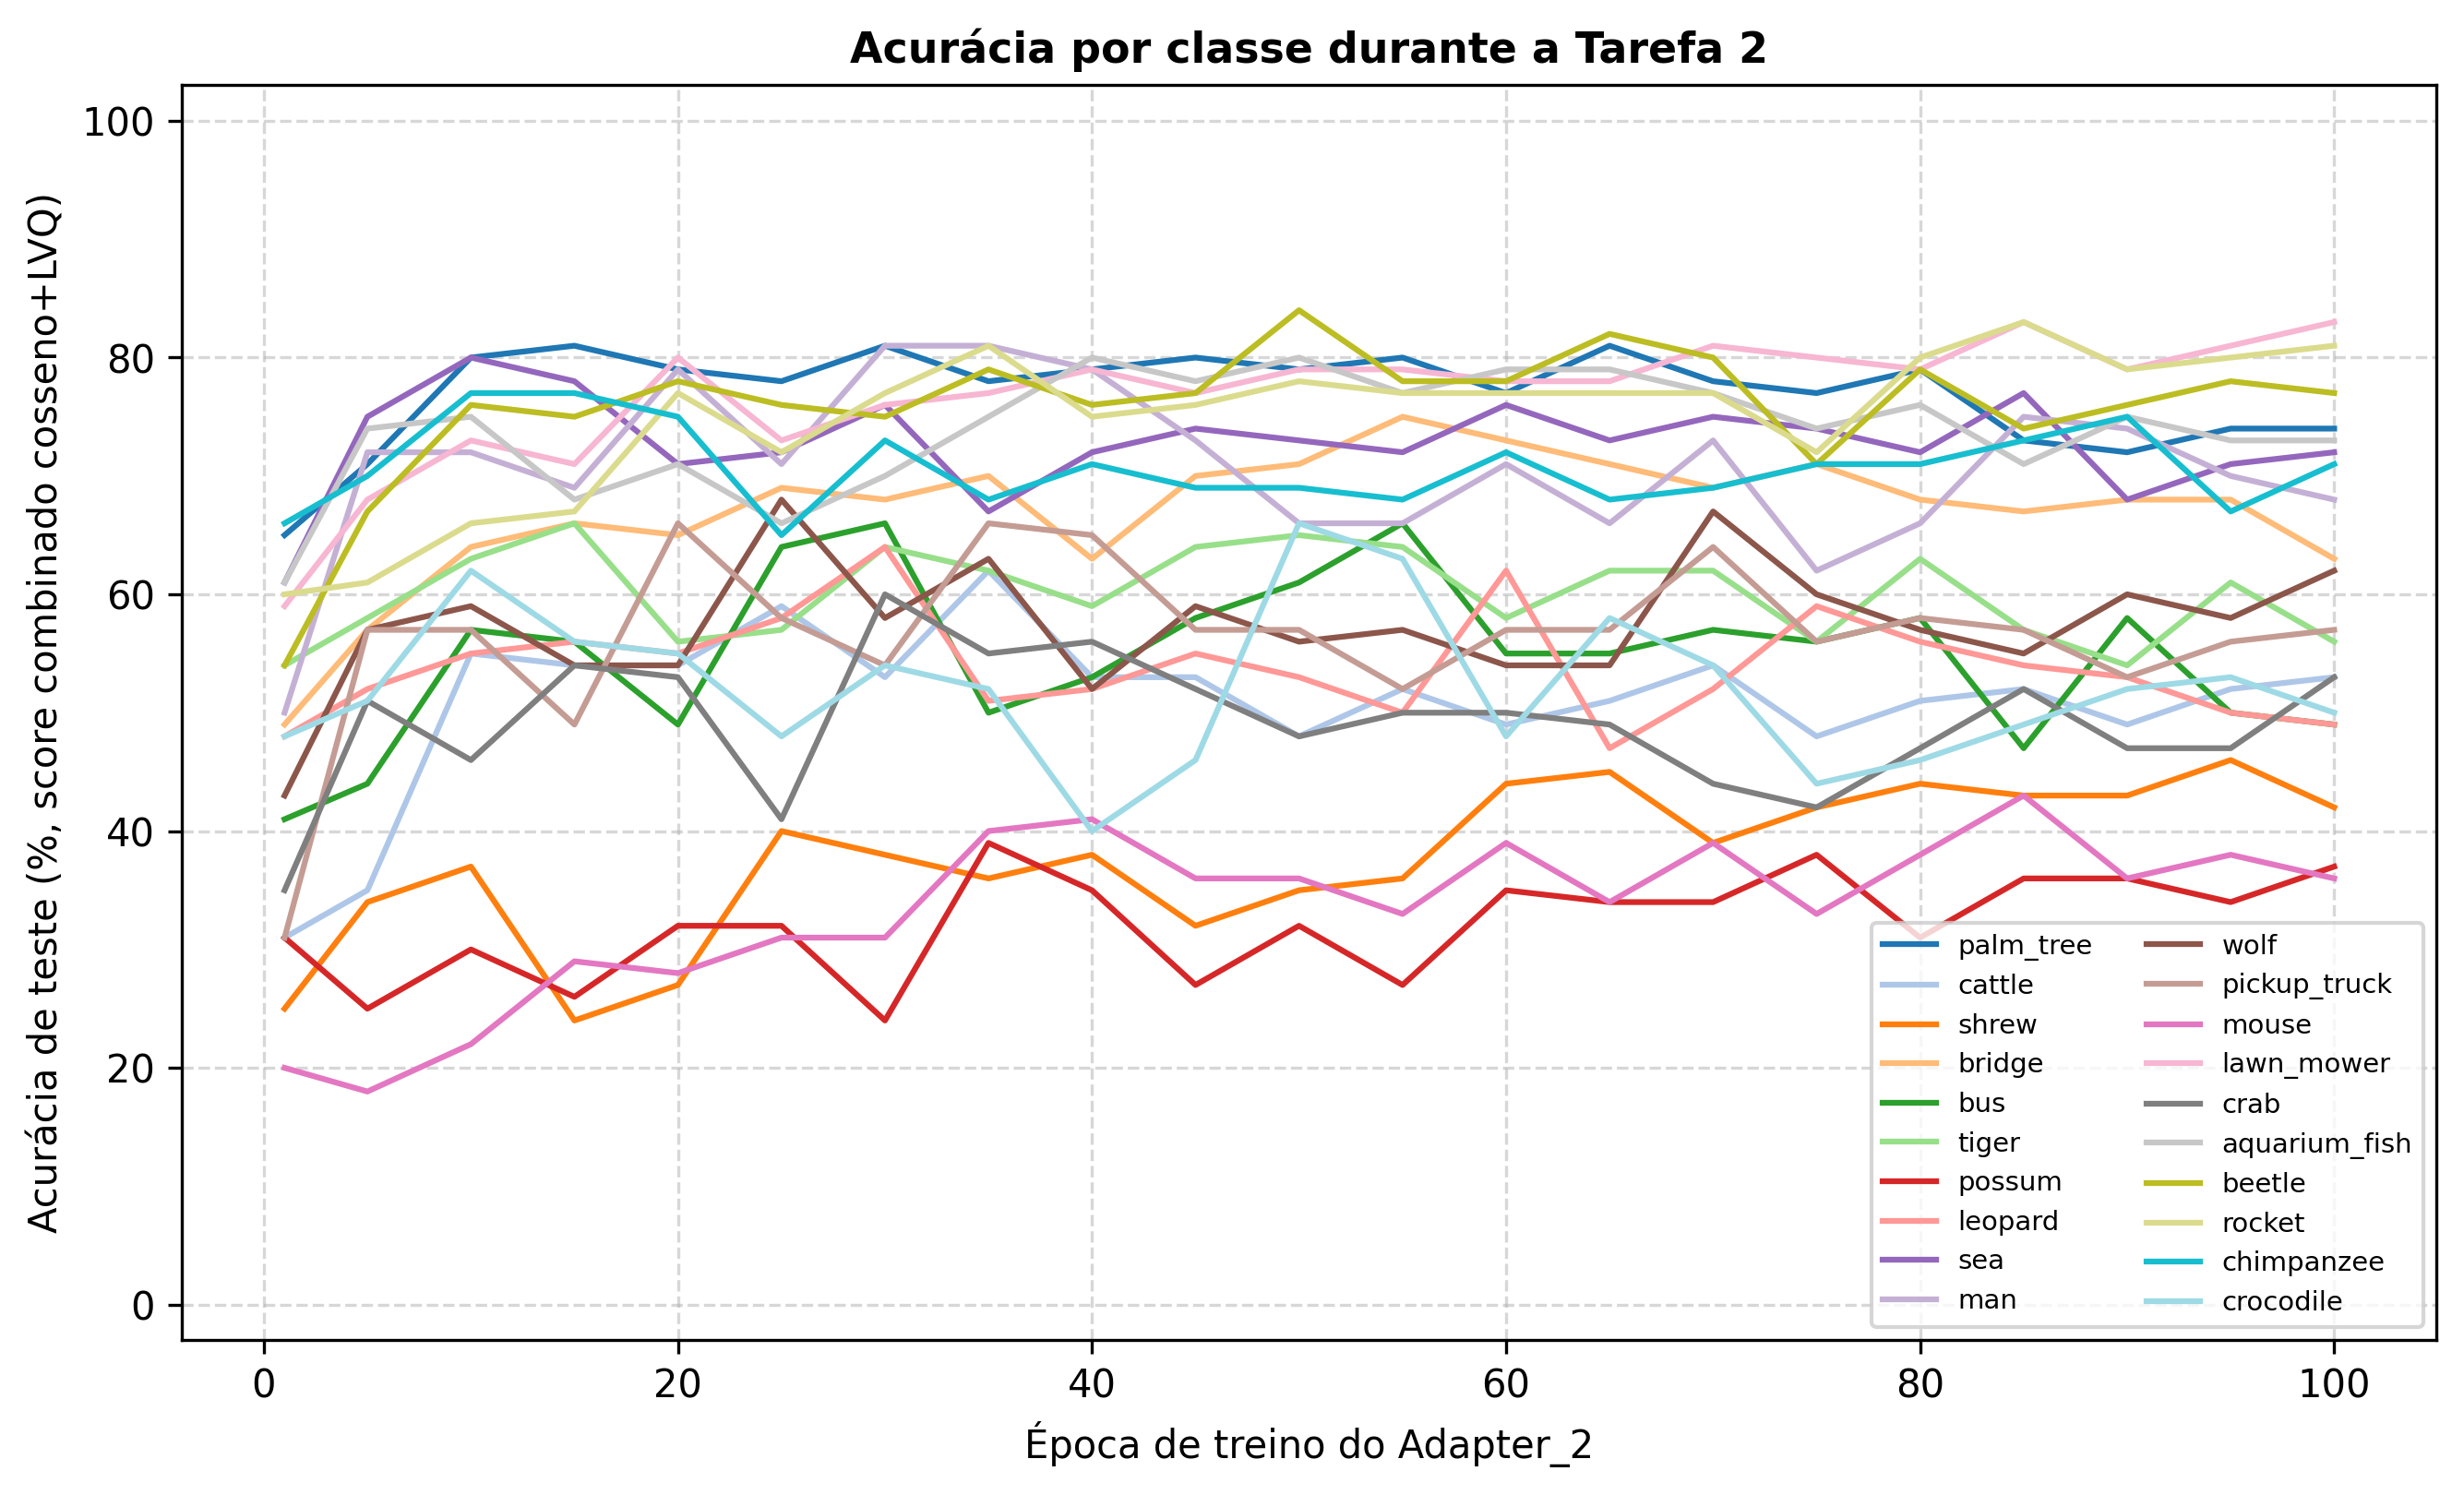 Acurácia por classe durante a Tarefa 2
Acurácia de teste (%, score combinado cosseno+LVQ)
100
80
60
40
20
0
palm_tree
cattle
shrew
bridge
bus
tiger
possum
leopard
sea
man
wolf
pickup_truck
mouse
lawn_mower
crab
aquarium_fish
beetle
rocket
chimpanzee
crocodile
0 20 40 60 80 100
Época de treino do Adapter_2